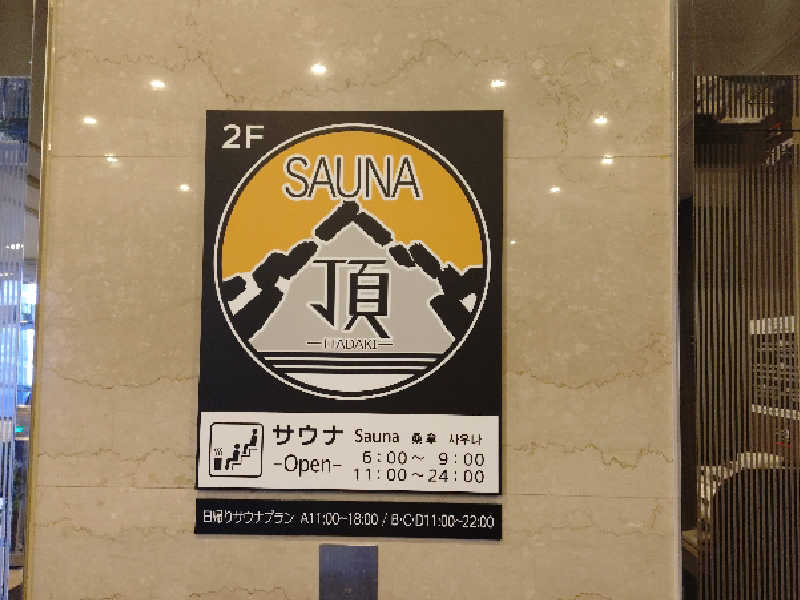 2F
SAUNA
頂
—ITADAKI—
サウナ Sauna 桑拿 사우나
-Open- 6:00～ 9:00
11:00～24:00
日帰りサウナプラン A11:00~18:00 / B・C・D11:00~22:00